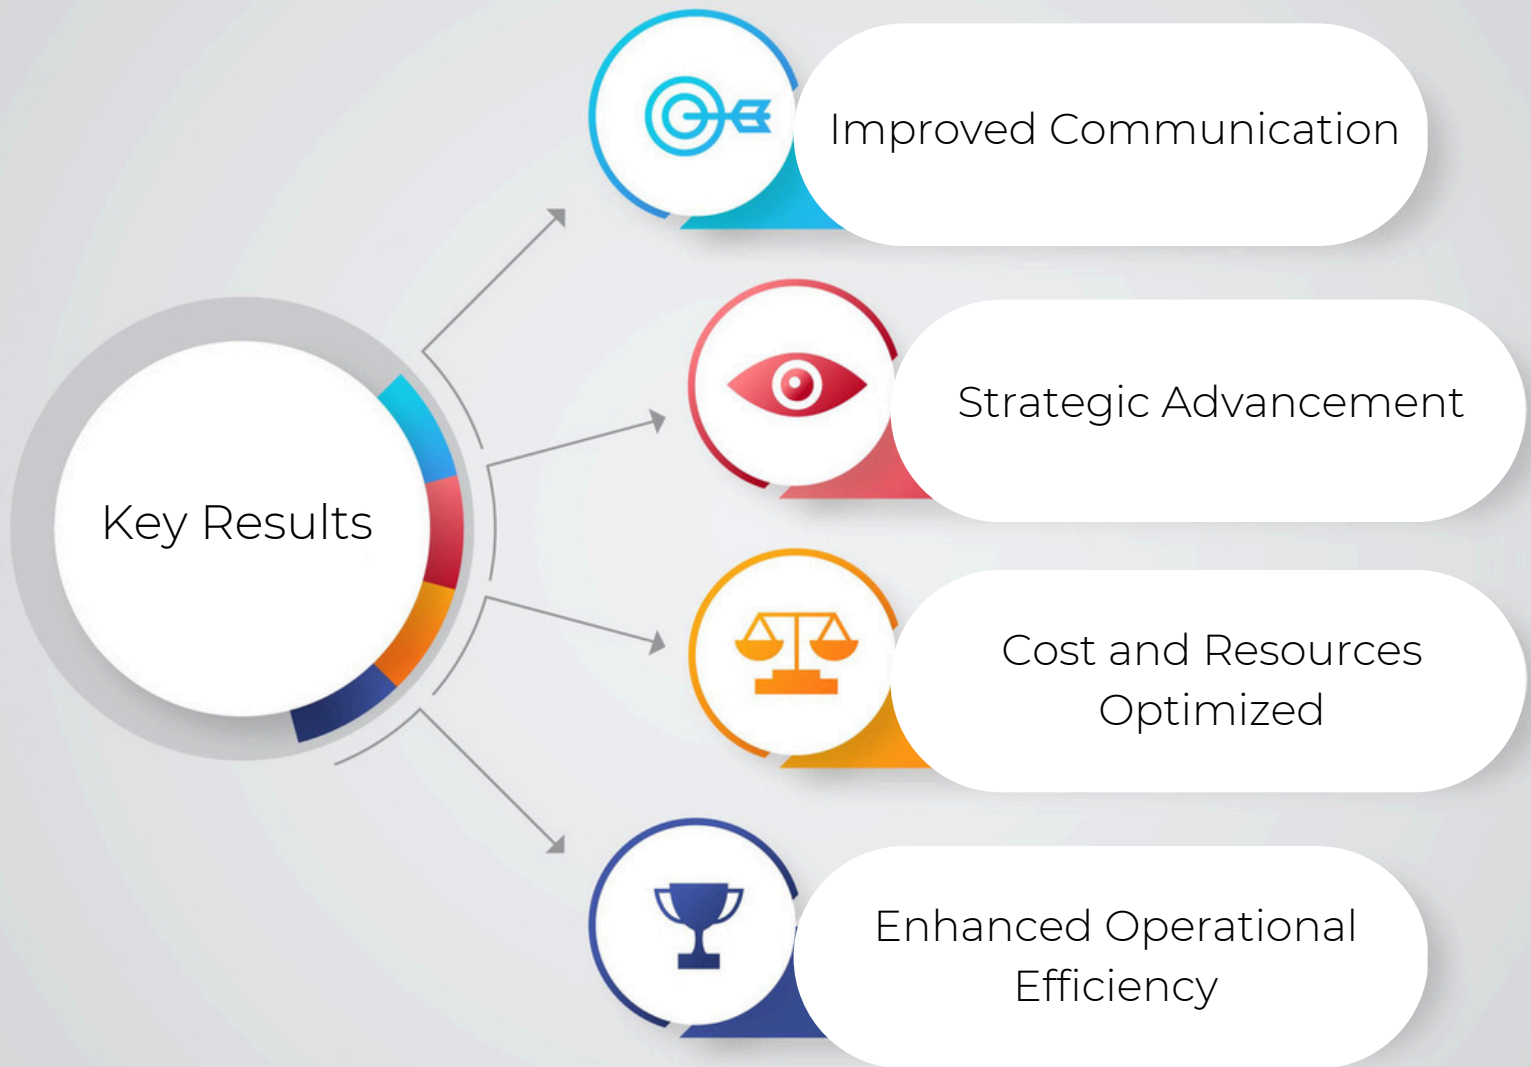 Key Results
Improved Communication
Strategic Advancement
Cost and Resources
Optimized
Enhanced Operational
Efficiency